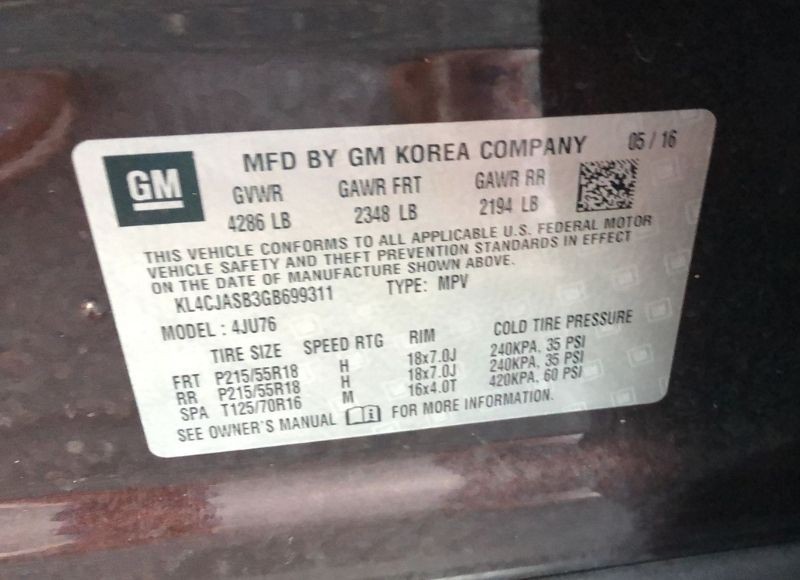 GM
MFD BY GM KOREA COMPANY 05 / 16
GVWR GAWR FRT GAWR RR
4286 LB 2348 LB 2194 LB
THIS VEHICLE CONFORMS TO ALL APPLICABLE U.S. FEDERAL MOTOR
VEHICLE SAFETY AND THEFT PREVENTION STANDARDS IN EFFECT
ON THE DATE OF MANUFACTURE SHOWN ABOVE.
KL4CJASB3GB699311 TYPE: MPV
MODEL : 4JU76
TIRE SIZE SPEED RTG RIM COLD TIRE PRESSURE
FRT P215/55R18 H 18x7.0J 240KPA, 35 PSI
RR P215/55R18 H 18x7.0J 240KPA, 35 PSI
SPA T125/70R16 M 16x4.0T 420KPA, 60 PSI
SEE OWNER'S MANUAL FOR MORE INFORMATION.